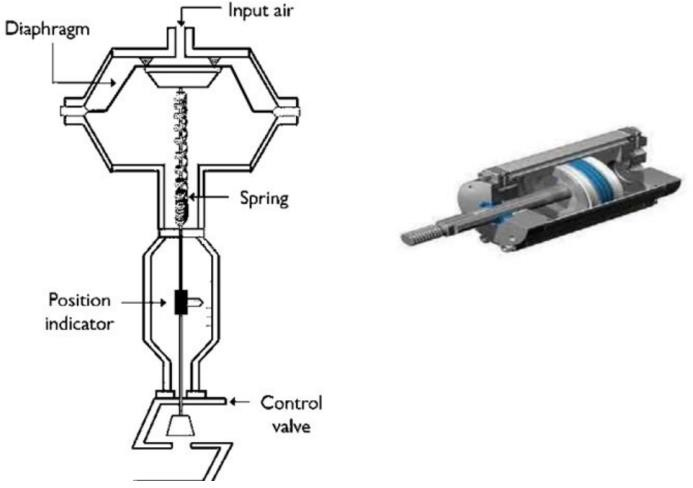 Input air
Diaphragm
Spring
Position
indicator
Control
valve